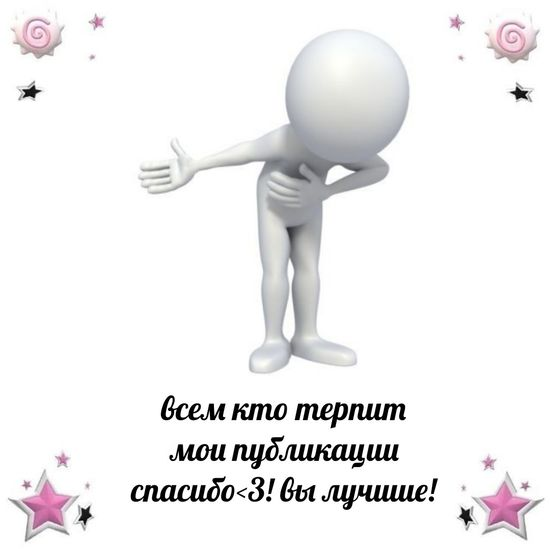 всем кто терпит
мои публикации
спасибо<3! вы лучшие!